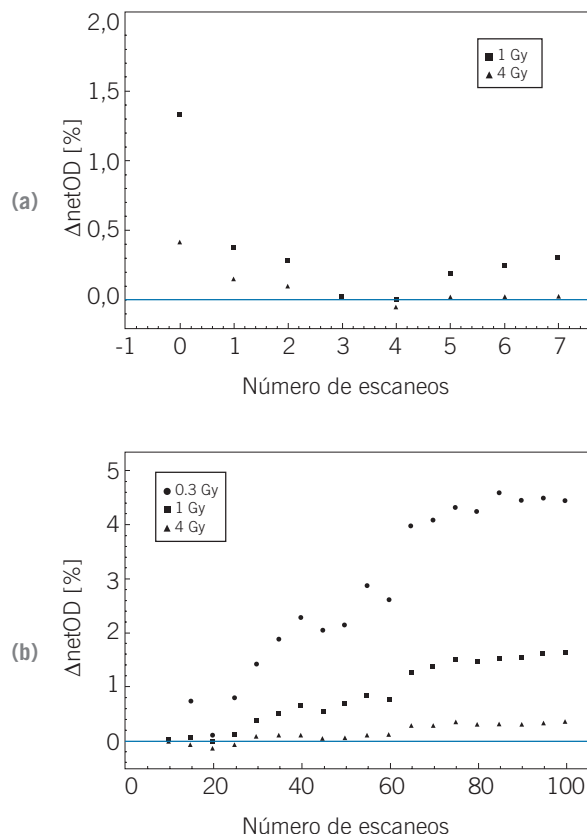 (a)
ΔnetOD [%]
2,0
1,5
1,0
0,5
0,0
■ 1 Gy
▲ 4 Gy
-1 0 1 2 3 4 5 6 7
Número de escaneos
(b)
ΔnetOD [%]
5
4
3
2
1
0
● 0.3 Gy
■ 1 Gy
▲ 4 Gy
0 20 40 60 80 100
Número de escaneos